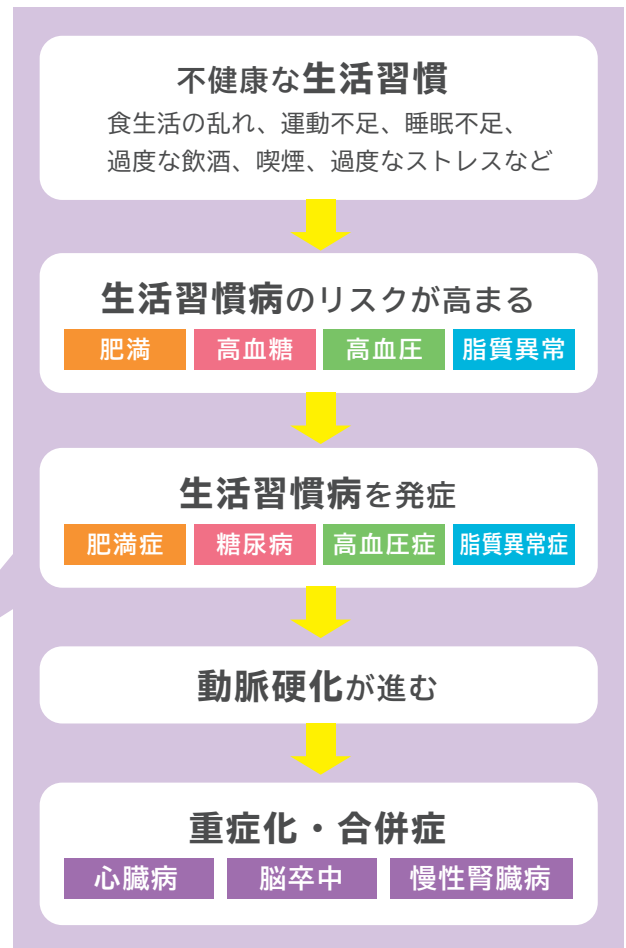 不健康な生活習慣
食生活の乱れ、運動不足、睡眠不足、
過度な飲酒、喫煙、過度なストレスなど
生活習慣病のリスクが高まる
肥満 高血糖 高血圧 脂質異常
生活習慣病を発症
肥満症 糖尿病 高血圧症 脂質異常症
動脈硬化が進む
重症化・合併症
心臓病 脳卒中 慢性腎臓病